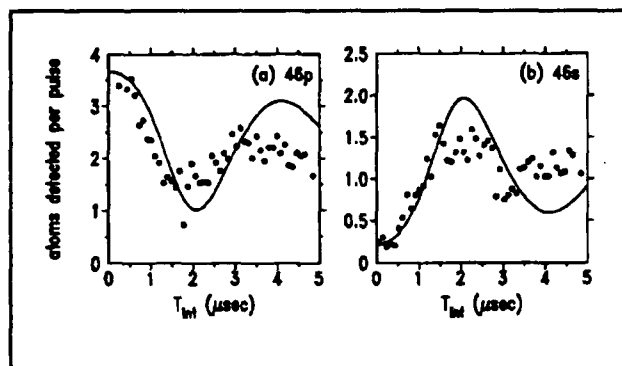 atoms detected per pulse
4
3
2
1
0
(a) 46p
0 1 2 3 4 5
T_int (μsec)
2.5
2.0
1.5
1.0
0.5
0
(b) 46s
0 1 2 3 4 5
T_int (μsec)